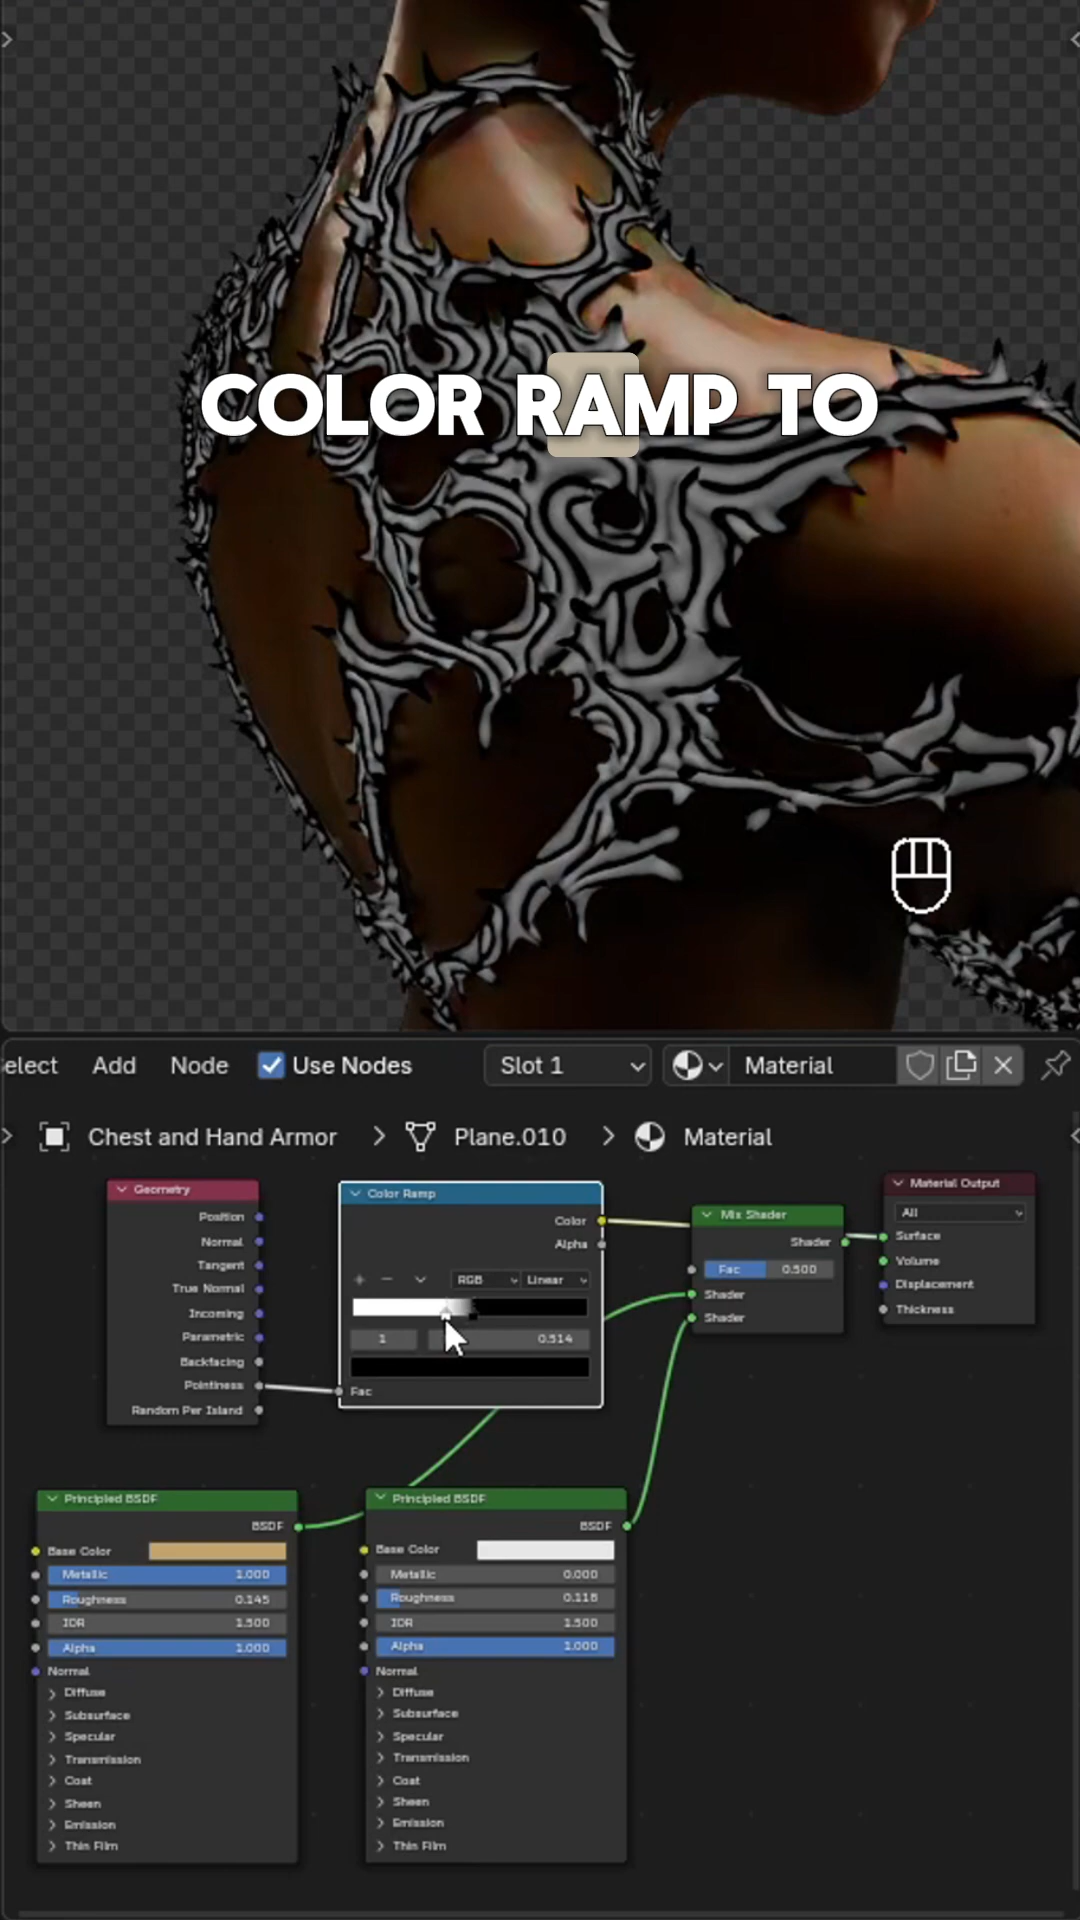 COLOR RAMP TO
elect Add Node Use Nodes Slot 1 Material
Chest and Hand Armor > Plane.010 > Material
Geometry
Position
Normal
Tangent
True Normal
Incoming
Parametric
Backfacing
Pointiness
Random Per Island
Color Ramp
Color
Alpha
RGB Linear
1 0.514
Fac
Mix Shader
Shader
Fac 0.500
Shader
Shader
Material Output
All
Surface
Volume
Displacement
Thickness
Principled BSDF
BSDF
Base Color
Metallic 1.000
Roughness 0.145
IOR 1.500
Alpha 1.000
Normal
Diffuse
Subsurface
Specular
Transmission
Coat
Sheen
Emission
Thin Film
Principled BSDF
BSDF
Base Color
Metallic 0.000
Roughness 0.118
IOR 1.500
Alpha 1.000
Normal
Diffuse
Subsurface
Specular
Transmission
Coat
Sheen
Emission
Thin Film